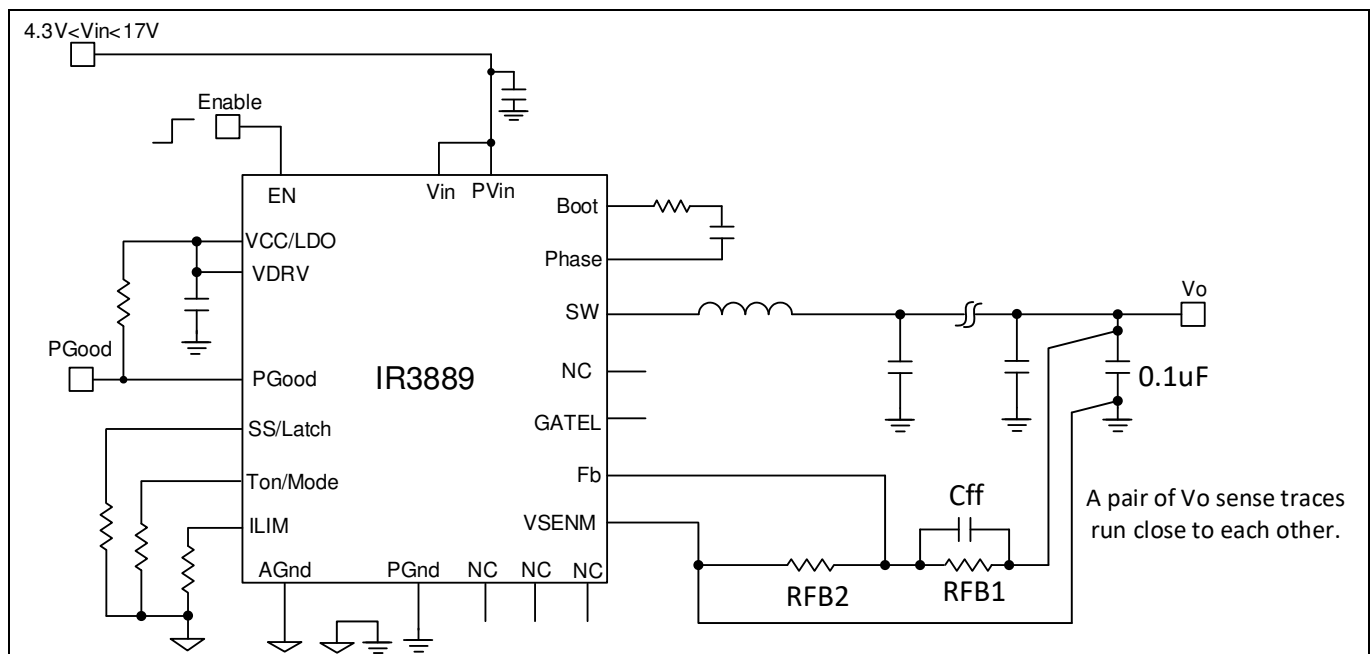 4.3V<Vin<17V
Enable
EN
Vin
PVin
Boot
VCC/LDO
Phase
VDRV
SW
Vo
PGood
PGood
IR3889
NC
0.1uF
SS/Latch
GATEL
Ton/Mode
Fb
Cff
A pair of Vo sense traces
run close to each other.
ILIM
VSENM
AGnd
PGnd
NC
NC
NC
RFB2
RFB1